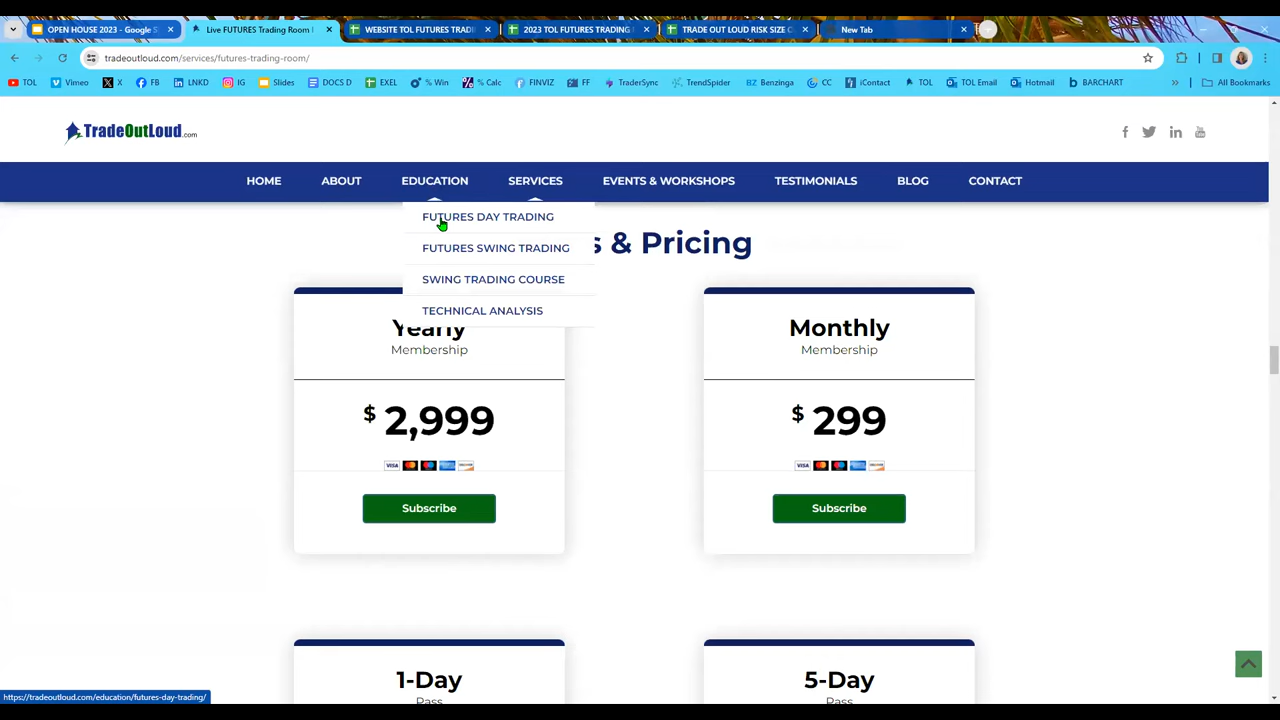 OPEN HOUSE 2023 - Google S
Live FUTURES Trading Room
WEBSITE TOL FUTURES TRADI
2023 TOL FUTURES TRADING
TRADE OUT LOUD RISK SIZE C
New Tab
tradeoutloud.com/services/futures-trading-room/
TOL
Vimeo
X
FB
LNKD
IG
Slides
DOCS D
EXEL
% Win
% Calc
FINVIZ
FF
TraderSync
TrendSpider
Benzinga
CC
iContact
TOL
TOL Email
Hotmail
BARCHART
»
All Bookmarks
TradeOutLoud.com
HOME
ABOUT
EDUCATION
SERVICES
EVENTS & WORKSHOPS
TESTIMONIALS
BLOG
CONTACT
FUTURES DAY TRADING
FUTURES SWING TRADING
SWING TRADING COURSE
TECHNICAL ANALYSIS
s & Pricing
Yearly
Membership
$ 2,999
VISA
Subscribe
Monthly
Membership
$ 299
VISA
Subscribe
1-Day
Pass
5-Day
Pass
https://tradeoutloud.com/education/futures-day-trading/